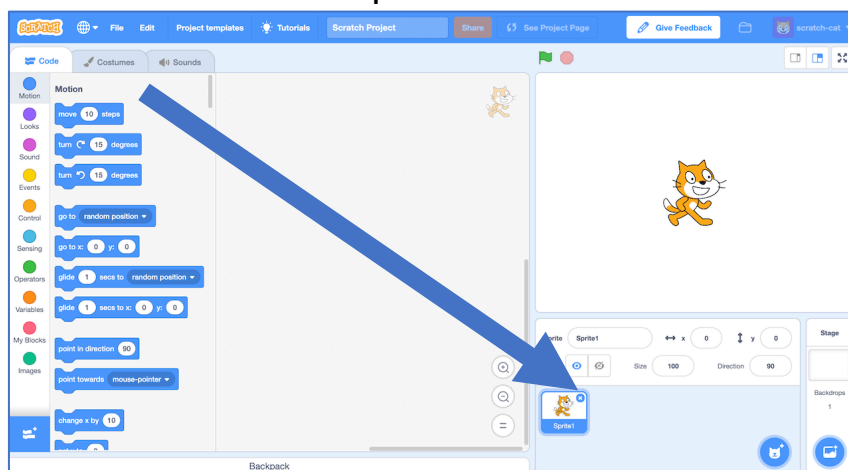 SCRATCH File Edit Project templates Tutorials Scratch Project Share See Project Page Give Feedback scratch-cat
Code Costumes Sounds
Motion
Looks
Sound
Events
Control
Sensing
Operators
Variables
My Blocks
Images
Motion
move 10 steps
turn 15 degrees
turn 15 degrees
go to random position
go to x: 0 y: 0
glide 1 secs to random position
glide 1 secs to x: 0 y: 0
point in direction 90
point towards mouse-pointer
change x by 10
Backpack
Sprite1 x 0 y 0
Size 100 Direction 90
Sprite1
Stage
Backdrops
1